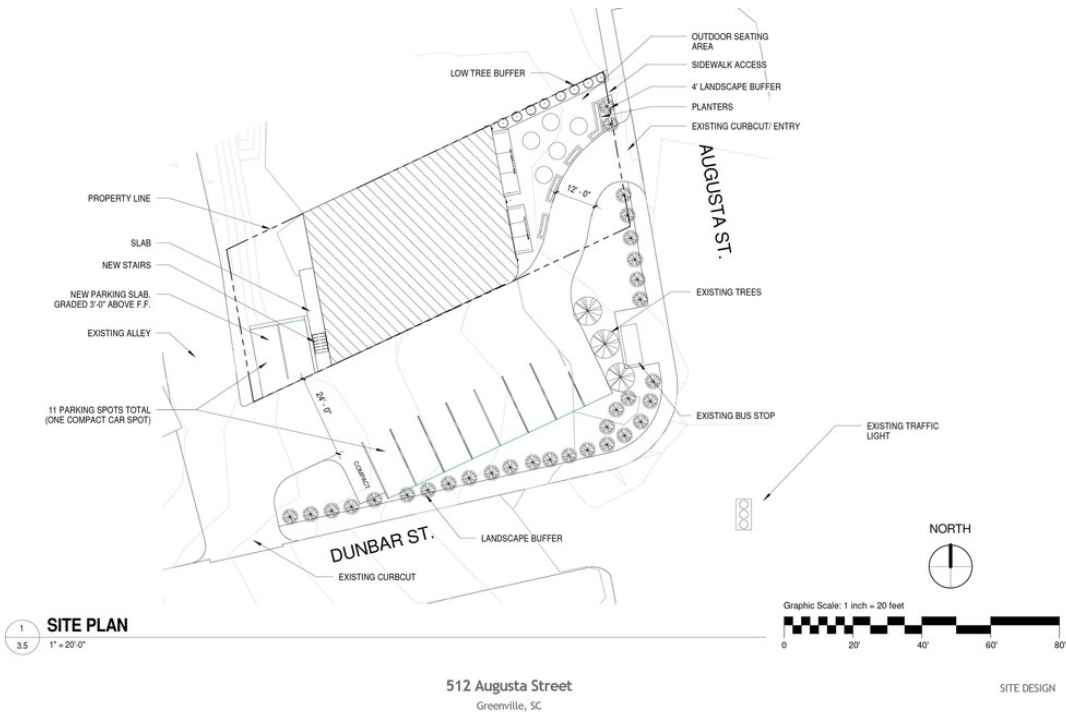 OUTDOOR SEATING
AREA
LOW TREE BUFFER
SIDEWALK ACCESS
4' LANDSCAPE BUFFER
PLANTERS
EXISTING CURBCUT/ ENTRY
AUGUSTA ST.
12'- 0"
PROPERTY LINE
SLAB
NEW STAIRS
NEW PARKING SLAB.
GRADED 3'-0" ABOVE F.F.
EXISTING ALLEY
EXISTING TREES
24'- 0"
11 PARKING SPOTS TOTAL
(ONE COMPACT CAR SPOT)
EXISTING BUS STOP
EXISTING TRAFFIC
LIGHT
COMPACT
DUNBAR ST.
LANDSCAPE BUFFER
EXISTING CURBCUT
NORTH
Graphic Scale: 1 inch = 20 feet
0 20' 40' 60' 80'
1
3.5
SITE PLAN
1" = 20'-0"
512 Augusta Street
Greenville, SC
SITE DESIGN